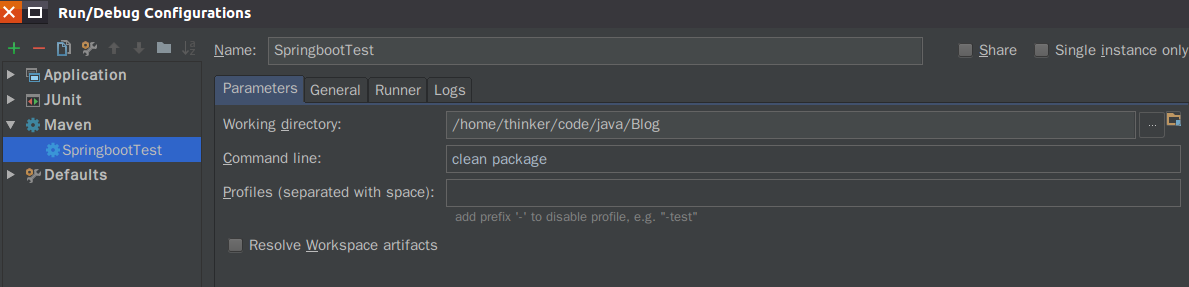 Run/Debug Configurations
Name: SpringbootTest Share Single instance only
Application
JUnit
Maven
SpringbootTest
Defaults
Parameters General Runner Logs
Working directory: /home/thinker/code/java/Blog ...
Command line: clean package
Profiles (separated with space):
add prefix '-' to disable profile, e.g. "-test"
Resolve Workspace artifacts